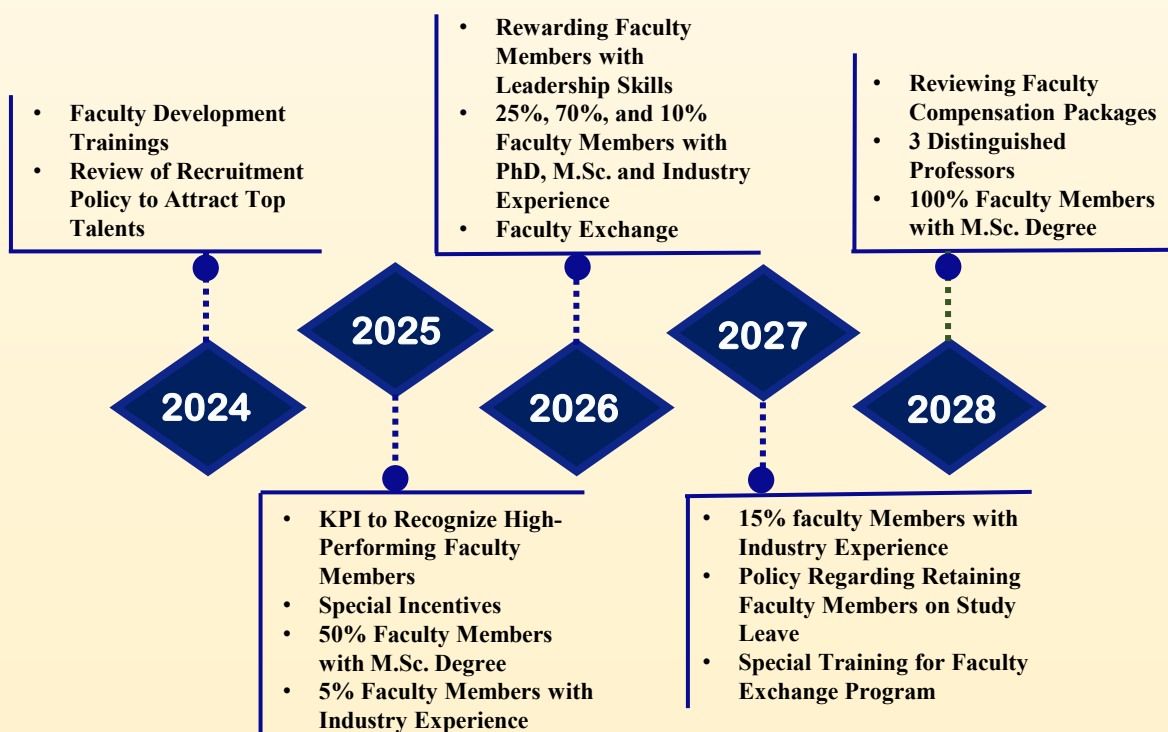 • Faculty Development
Trainings
• Review of Recruitment
Policy to Attract Top
Talents
2024
2025
• KPI to Recognize High-
Performing Faculty
Members
• Special Incentives
• 50% Faculty Members
with M.Sc. Degree
• 5% Faculty Members with
Industry Experience
• Rewarding Faculty
Members with
Leadership Skills
• 25%, 70%, and 10%
Faculty Members with
PhD, M.Sc. and Industry
Experience
• Faculty Exchange
2026
2027
• 15% faculty Members with
Industry Experience
• Policy Regarding Retaining
Faculty Members on Study
Leave
• Special Training for Faculty
Exchange Program
• Reviewing Faculty
Compensation Packages
• 3 Distinguished
Professors
• 100% Faculty Members
with M.Sc. Degree
2028